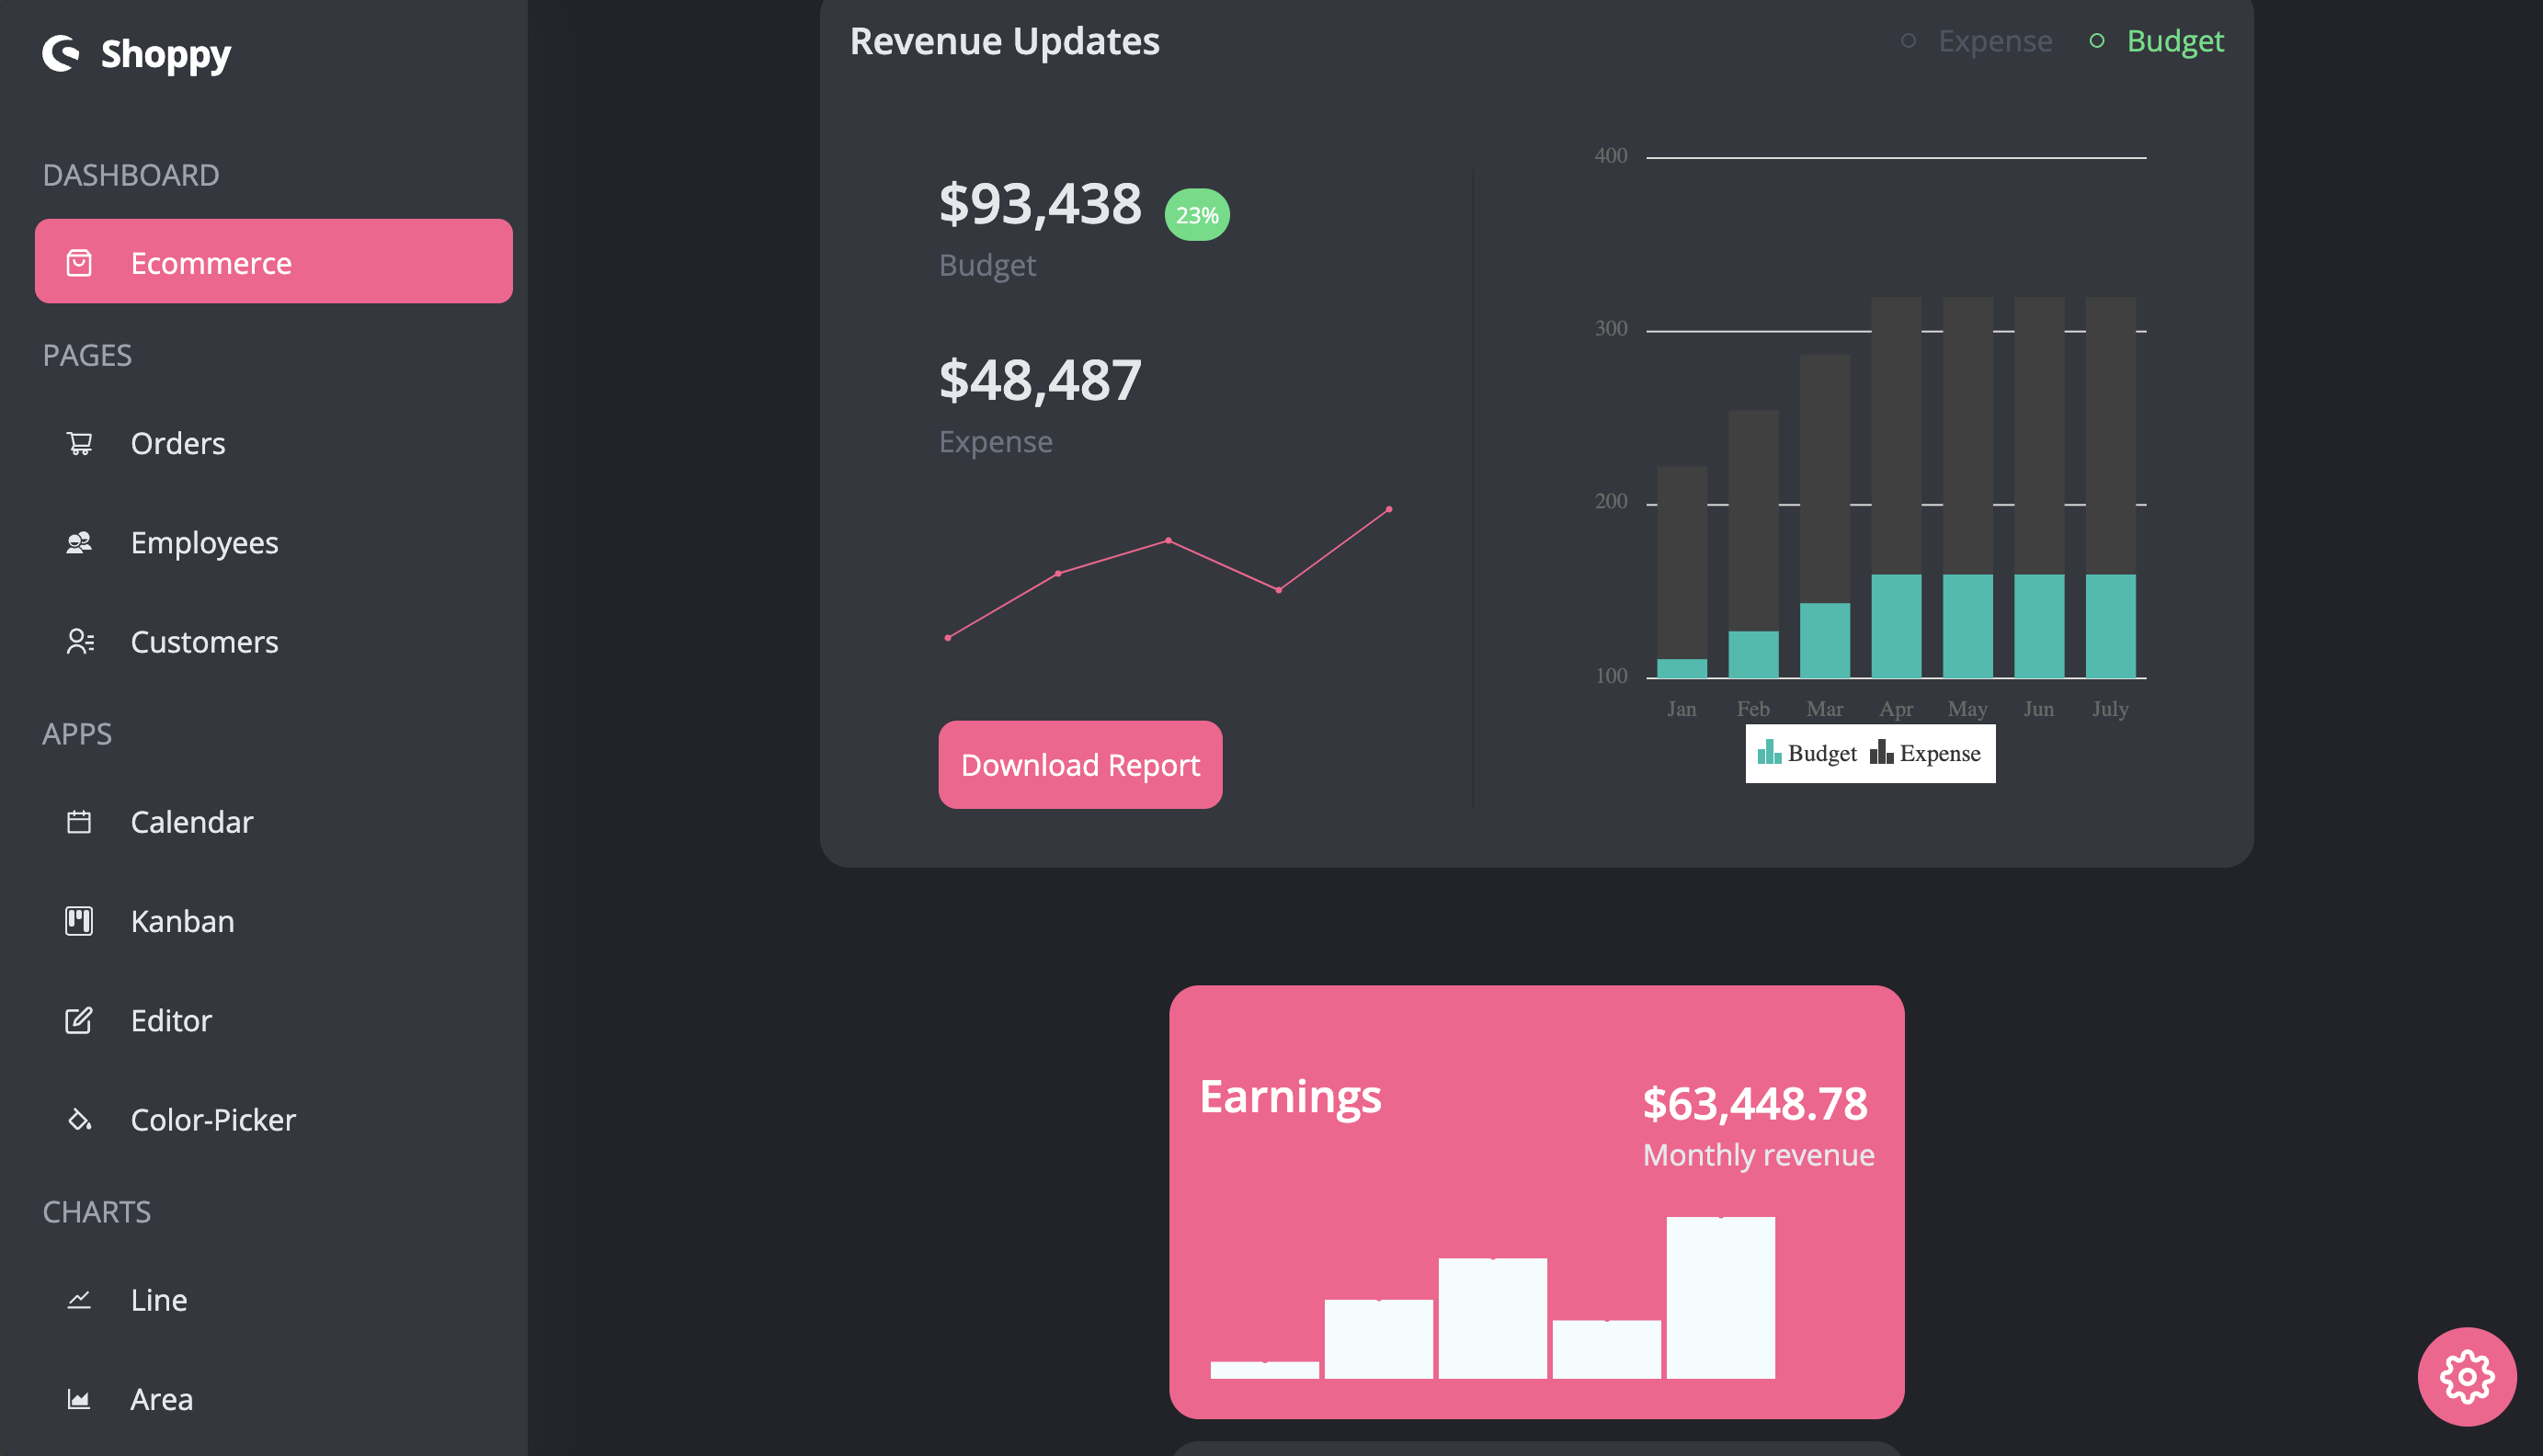 Shoppy
DASHBOARD
Ecommerce
PAGES
Orders
Employees
Customers
APPS
Calendar
Kanban
Editor
Color-Picker
CHARTS
Line
Area
Revenue Updates
Expense
Budget
$93,438
23%
Budget
$48,487
Expense
Download Report
400
300
200
100
Jan Feb Mar Apr May Jun July
Budget Expense
Earnings
$63,448.78
Monthly revenue